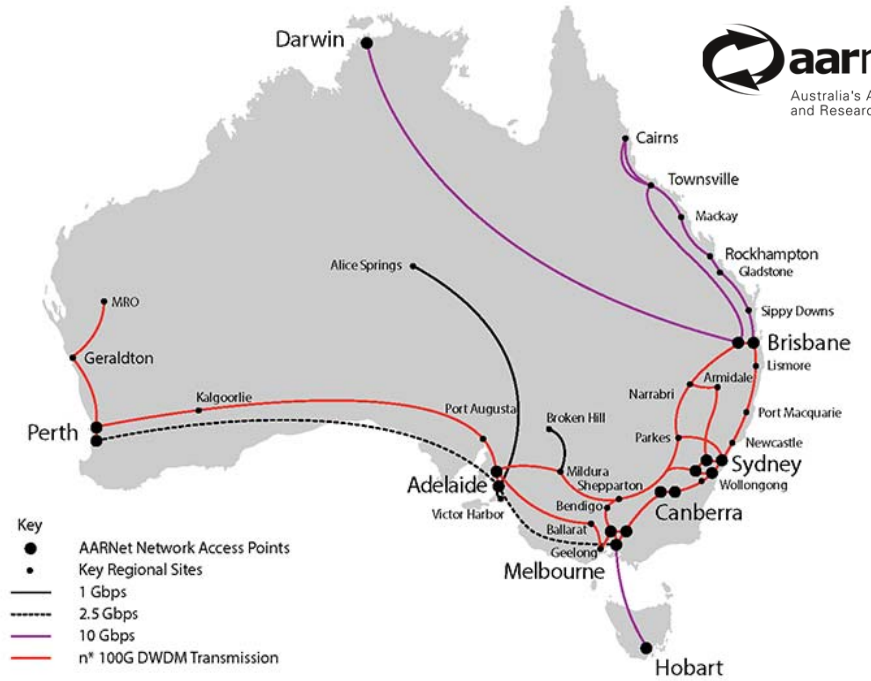 Darwin
aarn
Australia's A
and Research
Cairns
Townsville
Mackay
Rockhampton
Gladstone
Alice Springs
MRO
Sippy Downs
Brisbane
Geraldton
Lismore
Armidale
Narrabri
Kalgoorlie
Port Augusta
Broken Hill
Port Macquarie
Perth
Parkes
Newcastle
Sydney
Mildura
Adelaide
Shepparton
Wollongong
Bendigo
Canberra
Victor Harbor
Ballarat
Geelong
Melbourne
Key
AARNet Network Access Points
Key Regional Sites
1 Gbps
2.5 Gbps
10 Gbps
n* 100G DWDM Transmission
Hobart